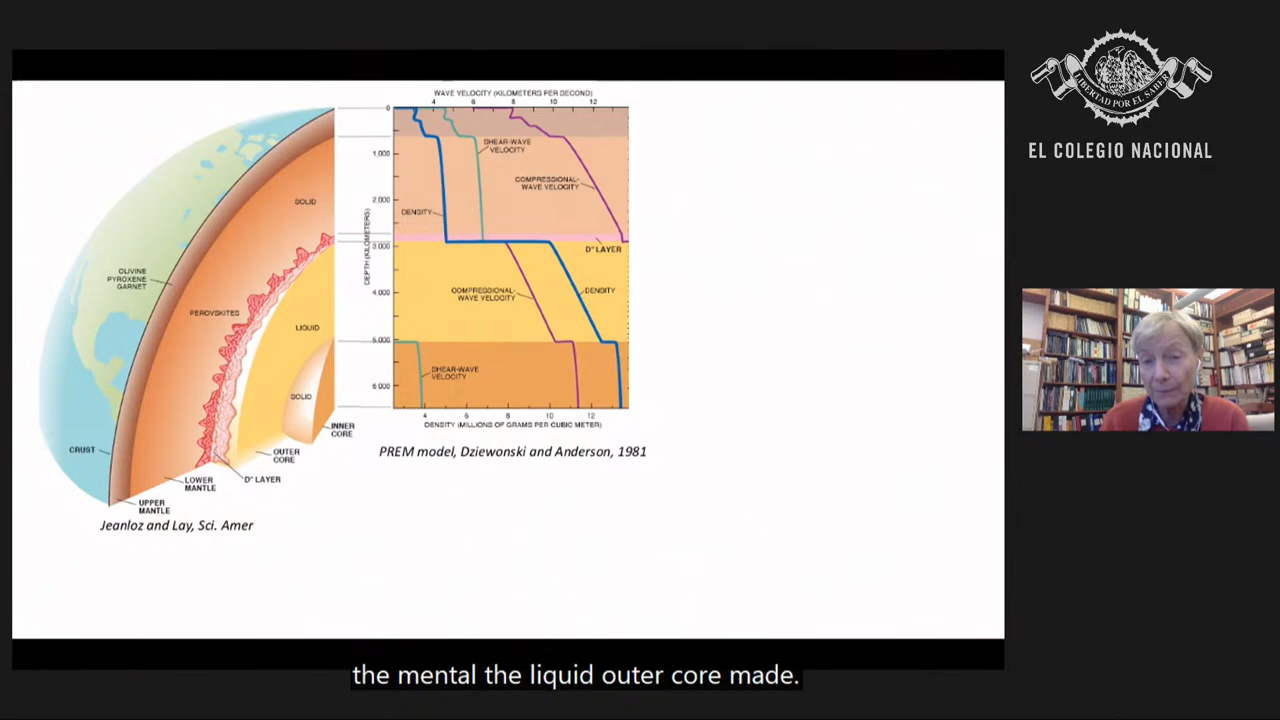 LIBERTAD POR EL SABER
EL COLEGIO NACIONAL
WAVE VELOCITY (KILOMETERS PER SECOND)
4 6 8 10 12
0
1,000
2,000
3,000
4,000
5,000
6,000
DEPTH (KILOMETERS)
SHEAR-WAVE
VELOCITY
COMPRESSIONAL-
WAVE VELOCITY
DENSITY
D" LAYER
COMPRESSIONAL-
WAVE VELOCITY
DENSITY
SHEAR-WAVE
VELOCITY
4 6 8 10 12
DENSITY (MILLIONS OF GRAMS PER CUBIC METER)
PREM model, Dziewonski and Anderson, 1981
SOLID
OLIVINE
PYROXENE
GARNET
PEROVSKITES
LIQUID
SOLID
INNER
CORE
CRUST
OUTER
CORE
D" LAYER
LOWER
MANTLE
UPPER
MANTLE
Jeanloz and Lay, Sci. Amer
the mental the liquid outer core made.